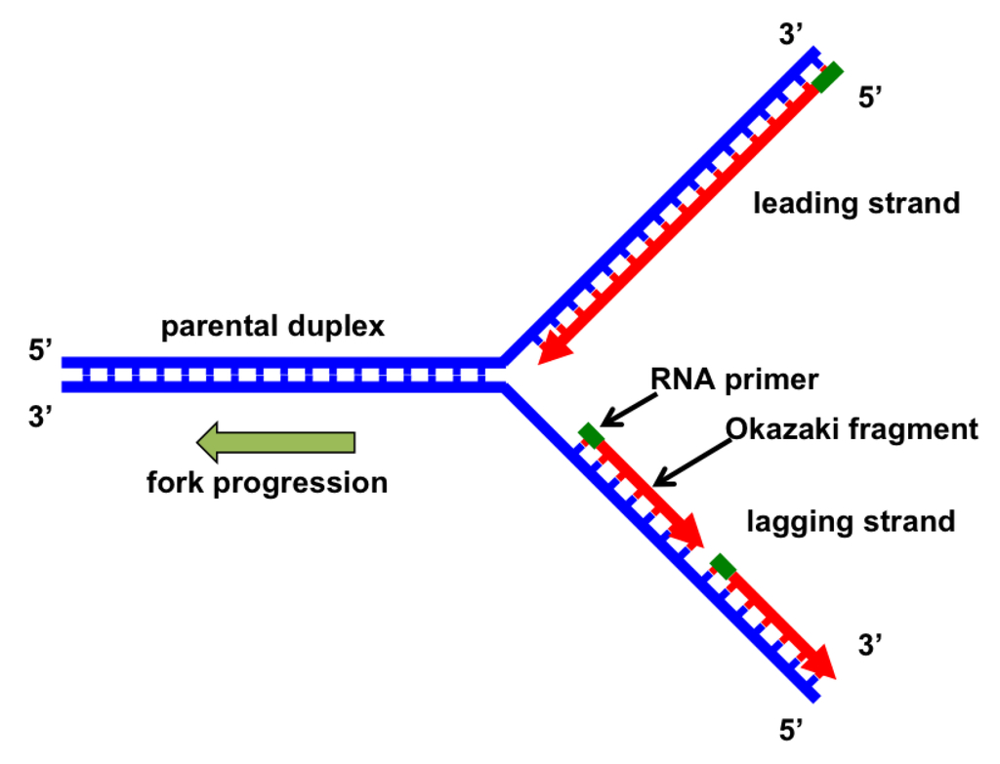 3’
5’
leading strand
parental duplex
5’
3’
RNA primer
Okazaki fragment
fork progression
lagging strand
3’
5’